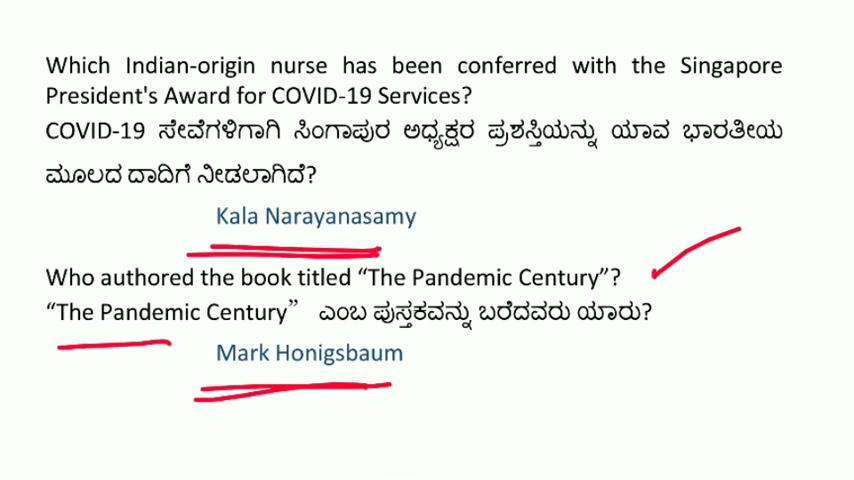 Which Indian-origin nurse has been conferred with the Singapore
President's Award for COVID-19 Services?
COVID-19 ಸೇವೆಗಳಿಗಾಗಿ ಸಿಂಗಾಪುರ ಅಧ್ಯಕ್ಷರ ಪ್ರಶಸ್ತಿಯನ್ನು ಯಾವ ಭಾರತೀಯ
ಮೂಲದ ದಾದಿಗೆ ನೀಡಲಾಗಿದೆ?
Kala Narayanasamy
Who authored the book titled “The Pandemic Century”?
“The Pandemic Century” ಎಂಬ ಪುಸ್ತಕವನ್ನು ಬರೆದವರು ಯಾರು?
Mark Honigsbaum